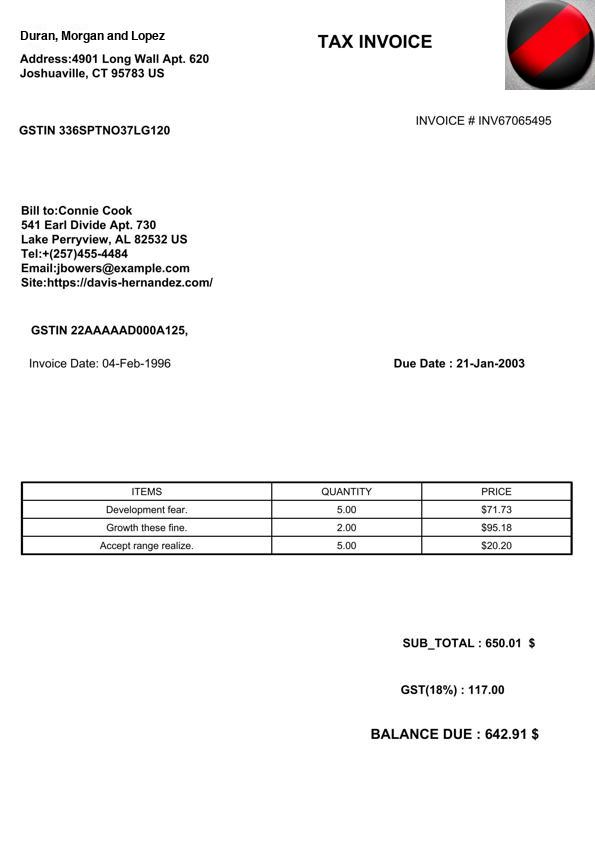 Duran, Morgan and Lopez
TAX INVOICE
Address:4901 Long Wall Apt. 620
Joshuaville, CT 95783 US
INVOICE # INV67065495
GSTIN 336SPTNO37LG120
Bill to:Connie Cook
541 Earl Divide Apt. 730
Lake Perryview, AL 82532 US
Tel:+(257)455-4484
Email:jbowers@example.com
Site:https://davis-hernandez.com/
GSTIN 22AAAAAD000A125,
Invoice Date: 04-Feb-1996 Due Date : 21-Jan-2003
ITEMS QUANTITY PRICE
Development fear. 5.00 $71.73
Growth these fine. 2.00 $95.18
Accept range realize. 5.00 $20.20
SUB_TOTAL : 650.01 $
GST(18%) : 117.00
BALANCE DUE : 642.91 $